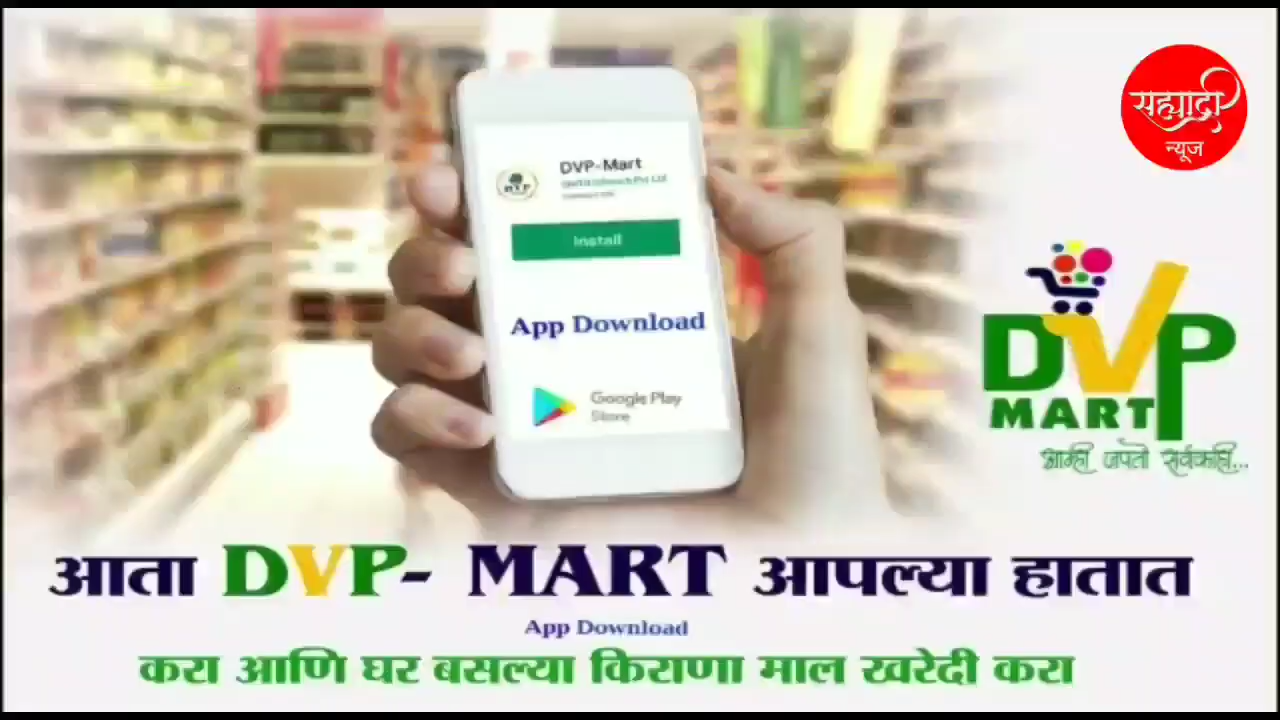 सह्याद्री
न्यूज
DVP-Mart
Install
App Download
Google Play
Store
DVP
MART
आम्ही जपतो सर्वकाही...
आता DVP- MART आपल्या हातात
App Download
करा आणि घर बसल्या किराणा माल खरेदी करा